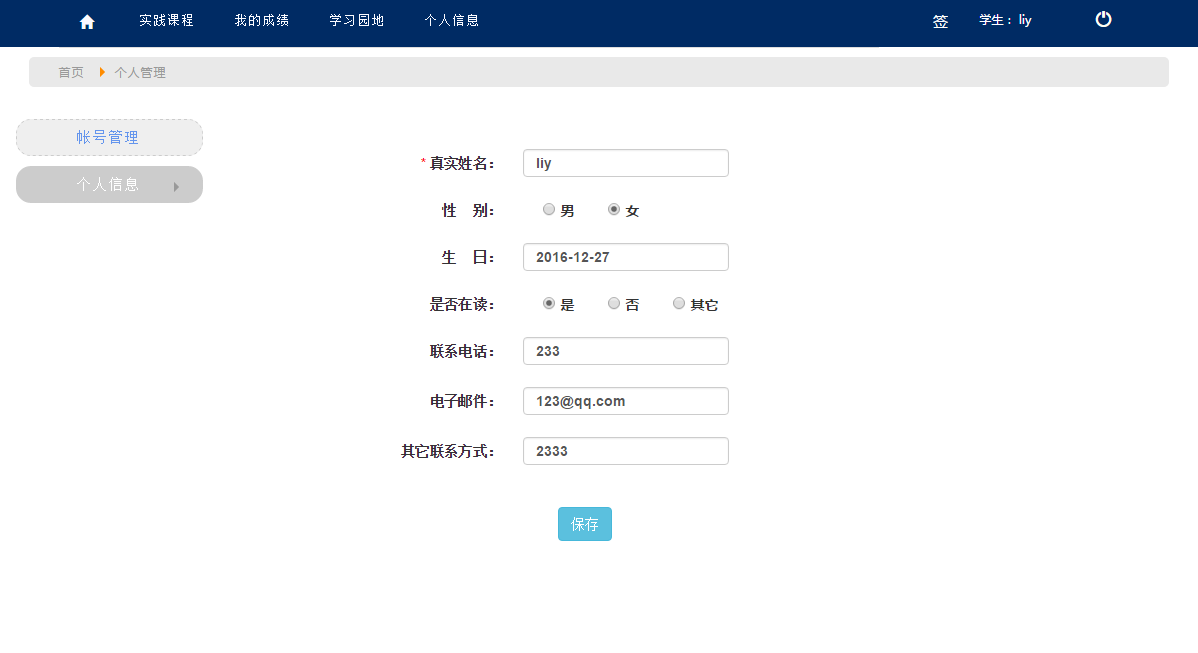 实践课程 我的成绩 学习园地 个人信息 签 学生：liy
首页 个人管理
帐号管理
个人信息
*真实姓名： liy
性 别： 男 女
生 日： 2016-12-27
是否在读： 是 否 其它
联系电话： 233
电子邮件： 123@qq.com
其它联系方式： 2333
保存